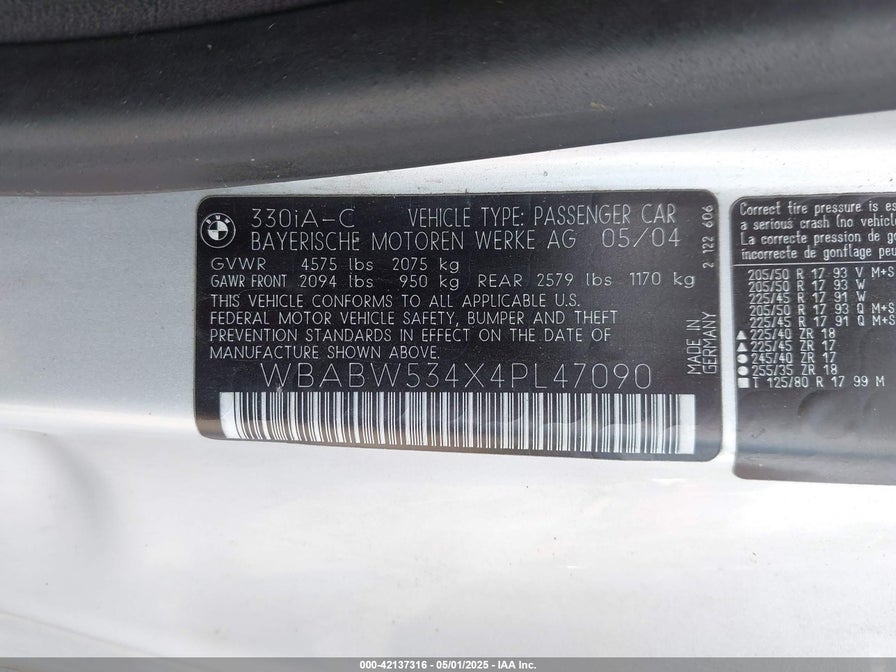 330iA-C VEHICLE TYPE: PASSENGER CAR
BAYERISCHE MOTOREN WERKE AG 05/04
GVWR 4575 lbs 2075 kg
GAWR FRONT 2094 lbs 950 kg REAR 2579 lbs 1170 kg
THIS VEHICLE CONFORMS TO ALL APPLICABLE U.S.
FEDERAL MOTOR VEHICLE SAFETY, BUMPER AND THEFT
PREVENTION STANDARDS IN EFFECT ON THE DATE OF
MANUFACTURE SHOWN ABOVE.
WBABW534X4PL47090
2 122 606
MADE IN
GERMANY
BMW
Correct tire pressure is es
a serious crash (no vehicl
La correcte pression de go
incorrecte de gonflage peu
205/50 R 17 93 V M+S
205/50 R 17 93 W
225/45 R 17 91 W
205/50 R 17 93 Q M+S
225/45 R 17 91 Q M+S
225/40 ZR 18
225/45 ZR 17
245/40 ZR 17
255/35 ZR 18
T 125/80 R 17 99 M
000-42137316 - 05/01/2025 - IAA Inc.